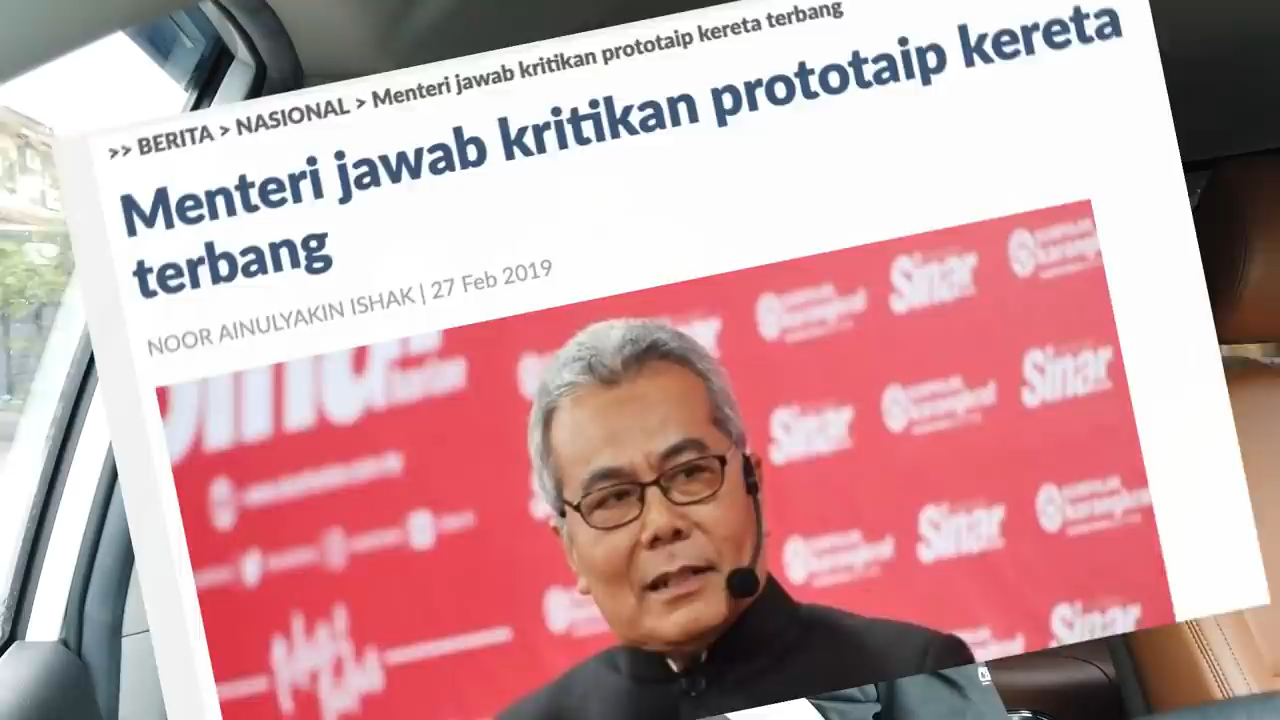 >> BERITA > NASIONAL > Menteri jawab kritikan prototaip kereta terbang
Menteri jawab kritikan prototaip kereta
terbang
NOOR AINULYAKIN ISHAK | 27 Feb 2019
Sinar
Sinar
Sinar
Sinar
Sinar